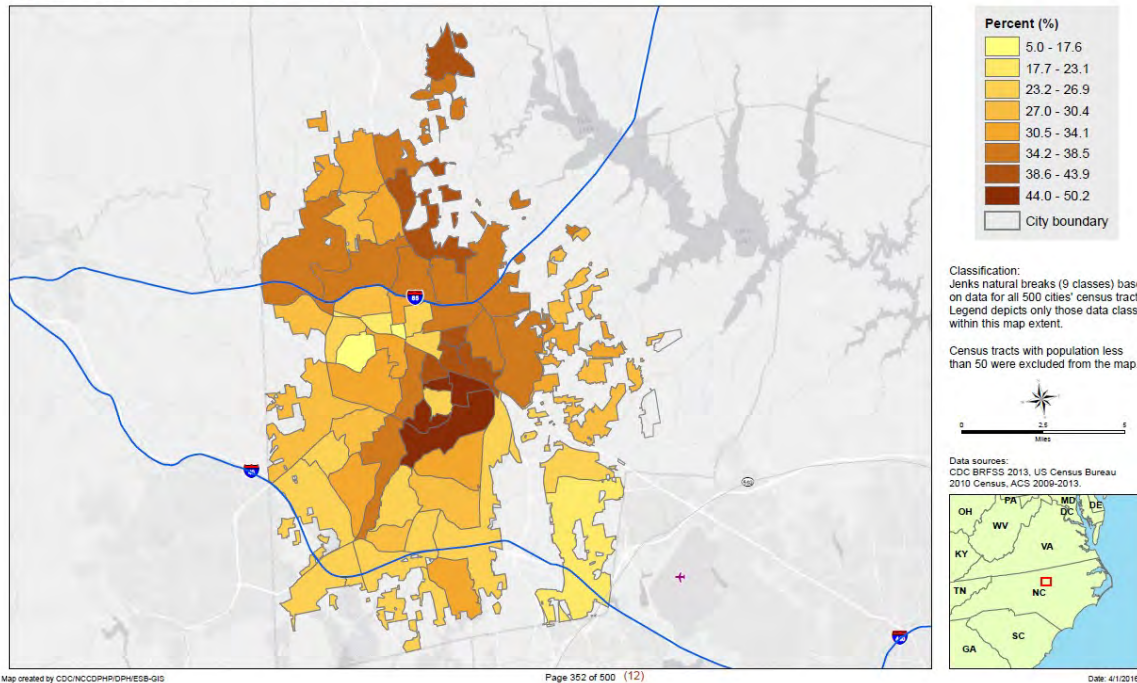 Percent (%)
5.0 - 17.6
17.7 - 23.1
23.2 - 26.9
27.0 - 30.4
30.5 - 34.1
34.2 - 38.5
38.6 - 43.9
44.0 - 50.2
City boundary
Classification:
Jenks natural breaks (9 classes) base
on data for all 500 cities' census tract
Legend depicts only those data class
within this map extent.
Census tracts with population less
than 50 were excluded from the map.
0 2.5 5
Miles
Data sources:
CDC BRFSS 2013, US Census Bureau
2010 Census, ACS 2009-2013.
85
PA MD DE
OH DC
WV
KY VA
TN NC
SC
GA
Map created by CDC/NCCDPHP/DPH/ESB-GIS
Page 352 of 500 (12)
Date: 4/1/2016